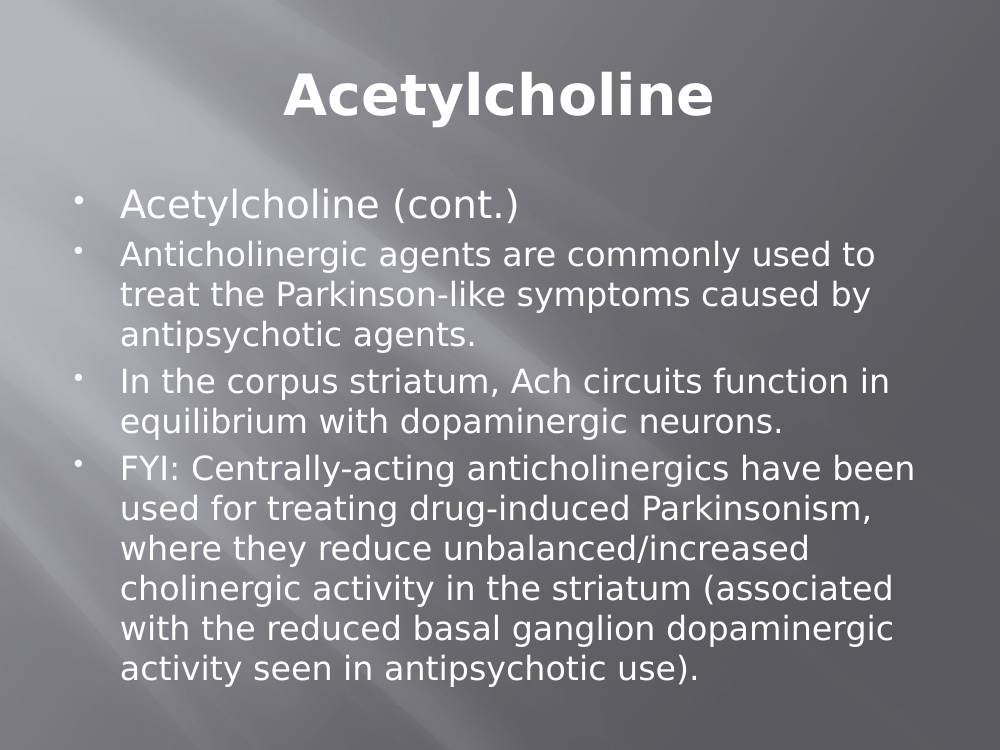 Acetylcholine
• Acetylcholine (cont.)
• Anticholinergic agents are commonly used to
treat the Parkinson-like symptoms caused by
antipsychotic agents.
• In the corpus striatum, Ach circuits function in
equilibrium with dopaminergic neurons.
• FYI: Centrally-acting anticholinergics have been
used for treating drug-induced Parkinsonism,
where they reduce unbalanced/increased
cholinergic activity in the striatum (associated
with the reduced basal ganglion dopaminergic
activity seen in antipsychotic use).